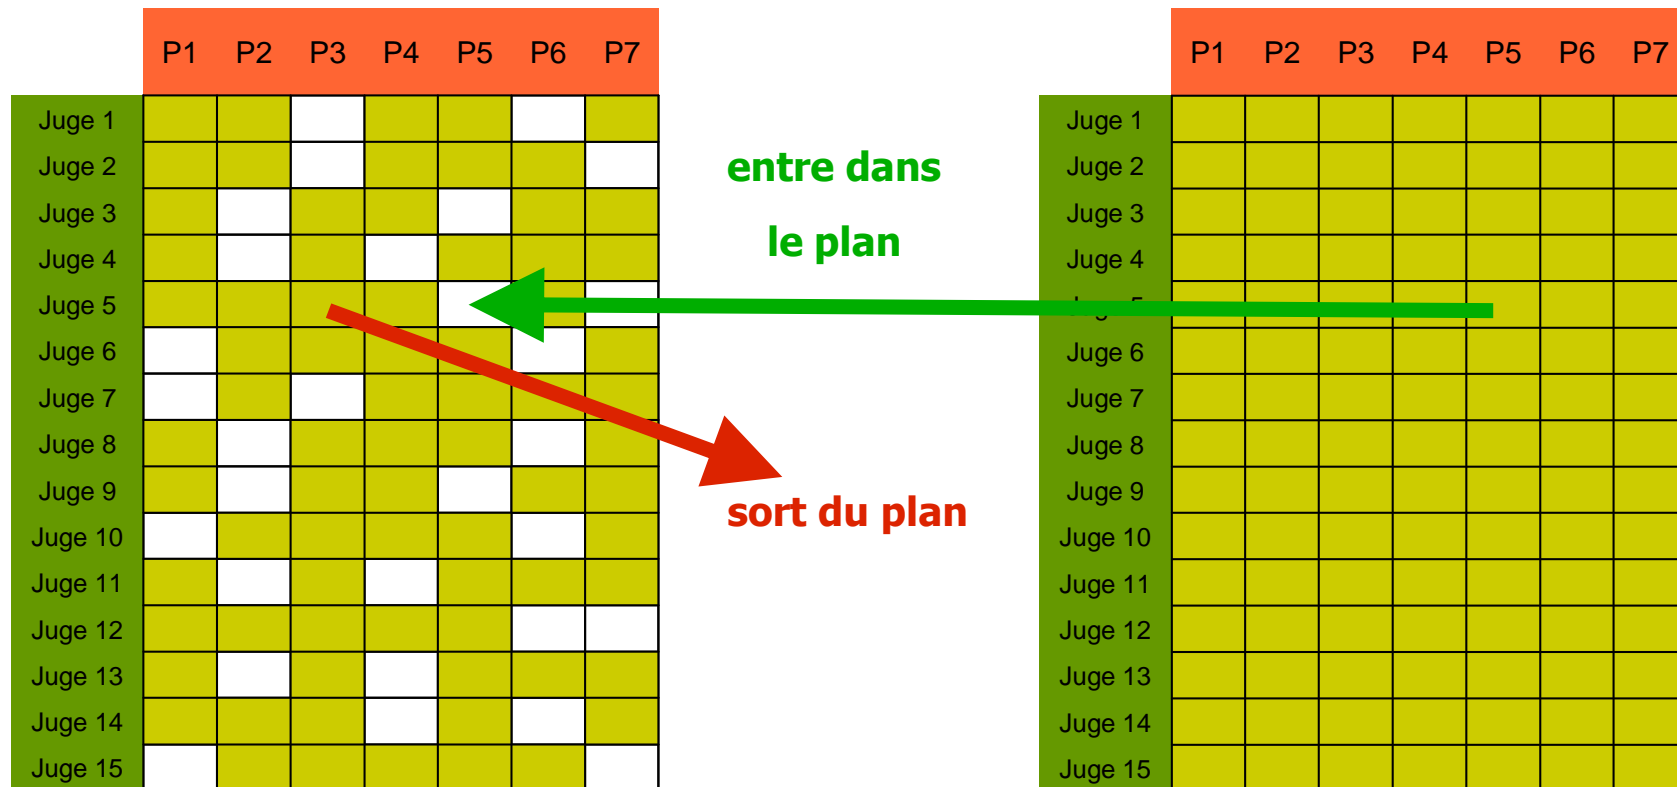 P1 P2 P3 P4 P5 P6 P7
Juge 1
Juge 2
Juge 3
Juge 4
Juge 5
Juge 6
Juge 7
Juge 8
Juge 9
Juge 10
Juge 11
Juge 12
Juge 13
Juge 14
Juge 15
entre dans
le plan
sort du plan
P1 P2 P3 P4 P5 P6 P7
Juge 1
Juge 2
Juge 3
Juge 4
Juge 6
Juge 7
Juge 8
Juge 9
Juge 10
Juge 11
Juge 12
Juge 13
Juge 14
Juge 15